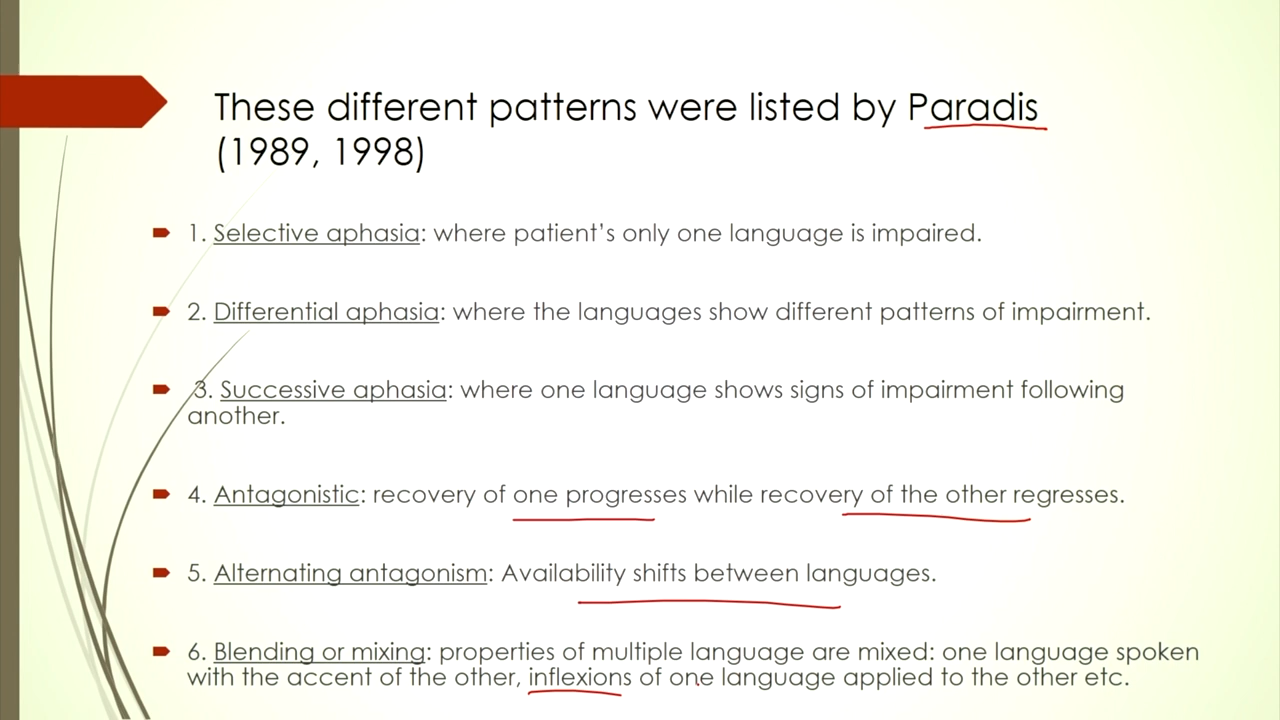 These different patterns were listed by Paradis
(1989, 1998)
1. Selective aphasia: where patient's only one language is impaired.
2. Differential aphasia: where the languages show different patterns of impairment.
3. Successive aphasia: where one language shows signs of impairment following
another.
4. Antagonistic: recovery of one progresses while recovery of the other regresses.
5. Alternating antagonism: Availability shifts between languages.
6. Blending or mixing: properties of multiple language are mixed: one language spoken
with the accent of the other, inflexions of one language applied to the other etc.